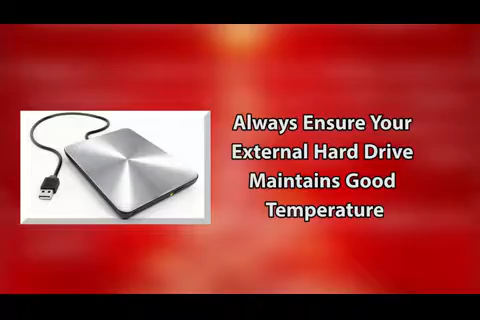 Always Ensure Your
External Hard Drive
Maintains Good
Temperature